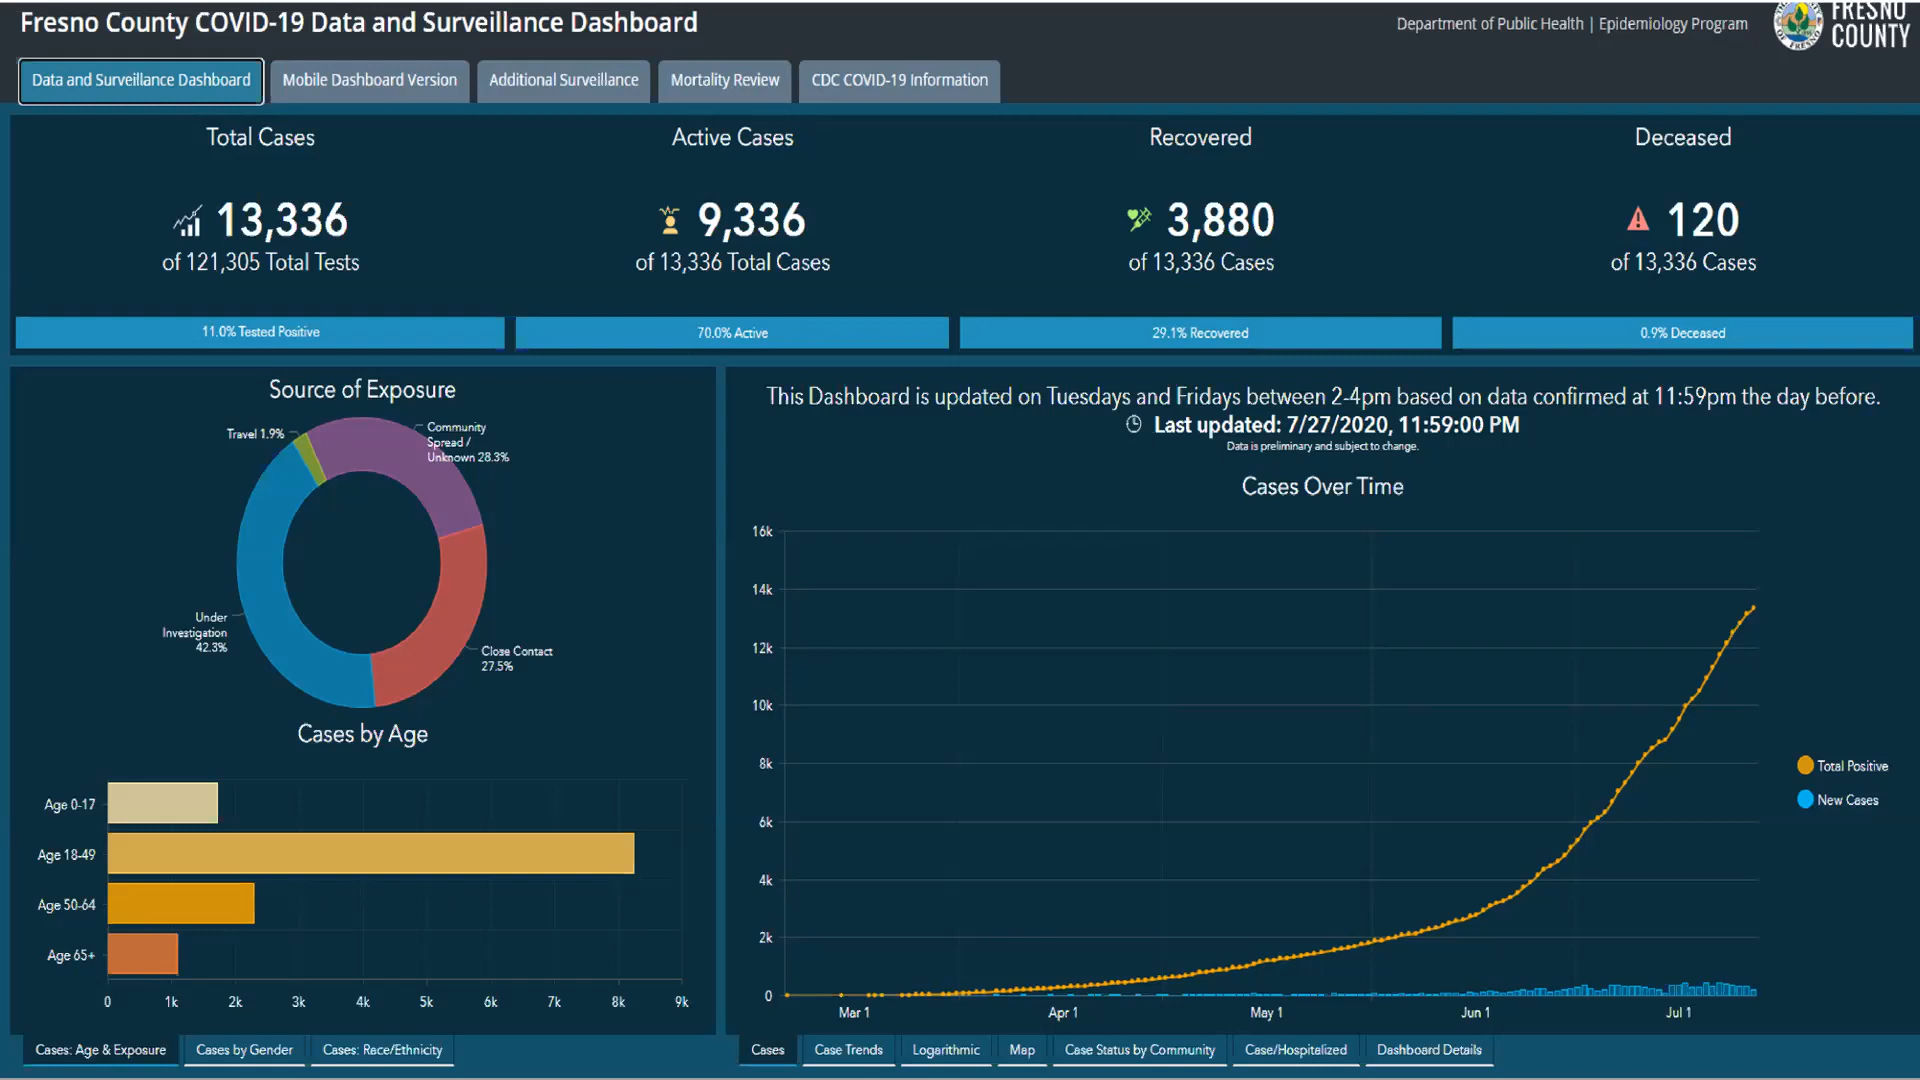 Fresno County COVID-19 Data and Surveillance Dashboard
Department of Public Health | Epidemiology Program
FRESNO
COUNTY
Data and Surveillance Dashboard
Mobile Dashboard Version
Additional Surveillance
Mortality Review
CDC COVID-19 Information
Total Cases
13,336
of 121,305 Total Tests
11.0% Tested Positive
Active Cases
9,336
of 13,336 Total Cases
70.0% Active
Recovered
3,880
of 13,336 Cases
29.1% Recovered
Deceased
120
of 13,336 Cases
0.9% Deceased
Source of Exposure
Travel 1.9%
Community
Spread /
Unknown 28.3%
Under
Investigation
42.3%
Close Contact
27.5%
Cases by Age
Age 0-17
Age 18-49
Age 50-64
Age 65+
0 1k 2k 3k 4k 5k 6k 7k 8k 9k
Cases: Age & Exposure
Cases by Gender
Cases: Race/Ethnicity
This Dashboard is updated on Tuesdays and Fridays between 2-4pm based on data confirmed at 11:59pm the day before.
Last updated: 7/27/2020, 11:59:00 PM
Data is preliminary and subject to change.
Cases Over Time
16k
14k
12k
10k
8k
6k
4k
2k
0
Mar 1 Apr 1 May 1 Jun 1 Jul 1
Total Positive
New Cases
Cases
Case Trends
Logarithmic
Map
Case Status by Community
Case/Hospitalized
Dashboard Details